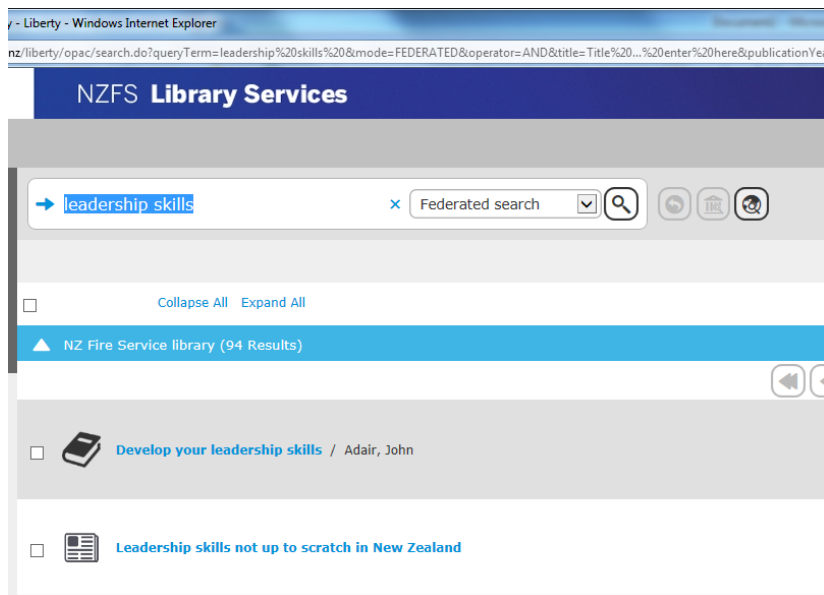 y - Liberty - Windows Internet Explorer
nz/liberty/opac/search.do?queryTerm=leadership%20skills%20&mode=FEDERATED&operator=AND&title=Title%20...%20enter%20here&publicationYea
NZFS Library Services
leadership skills × Federated search
Collapse All Expand All
NZ Fire Service library (94 Results)
Develop your leadership skills / Adair, John
Leadership skills not up to scratch in New Zealand